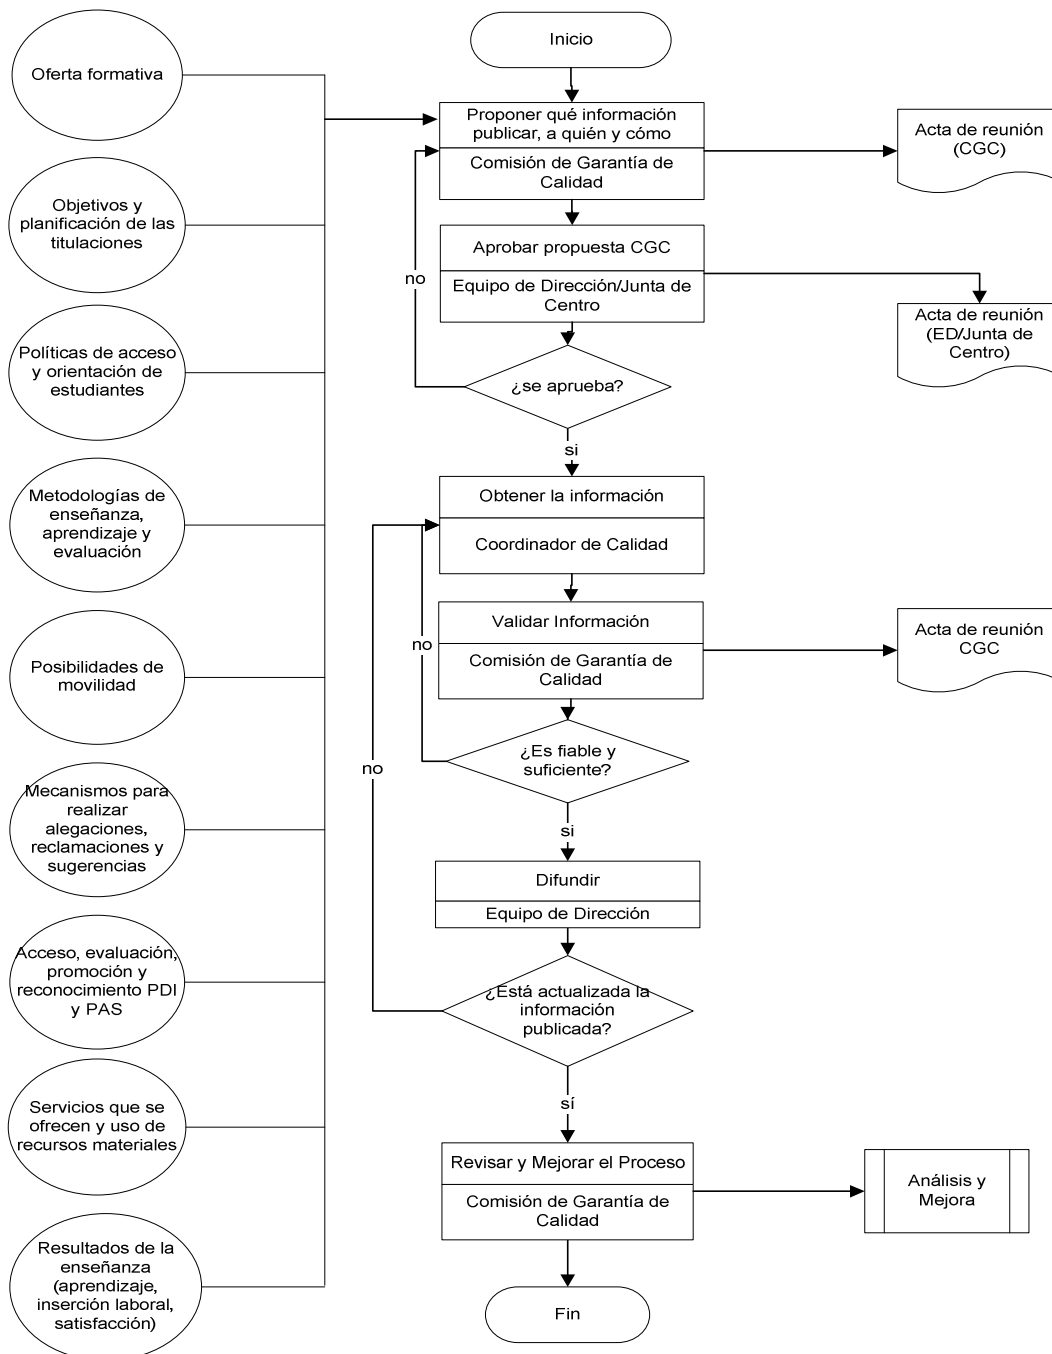 Oferta formativa
Objetivos y
planificación de las
titulaciones
Políticas de acceso
y orientación de
estudiantes
Metodologías de
enseñanza,
aprendizaje y
evaluación
Posibilidades de
movilidad
Mecanismos para
realizar
alegaciones,
reclamaciones y
sugerencias
Acceso, evaluación,
promoción y
reconocimiento PDI
y PAS
Servicios que se
ofrecen y uso de
recursos materiales
Resultados de la
enseñanza
(aprendizaje,
inserción laboral,
satisfacción)
Inicio
Proponer qué información
publicar, a quién y cómo
Comisión de Garantía de
Calidad
Acta de reunión
(CGC)
Aprobar propuesta CGC
Equipo de Dirección/Junta de
Centro
Acta de reunión
(ED/Junta de
Centro)
no
¿se aprueba?
si
Obtener la información
Coordinador de Calidad
Validar Información
Comisión de Garantía de
Calidad
Acta de reunión
CGC
no
¿Es fiable y
suficiente?
no
si
Difundir
Equipo de Dirección
¿Está actualizada la
información
publicada?
sí
Revisar y Mejorar el Proceso
Comisión de Garantía de
Calidad
Análisis y
Mejora
Fin